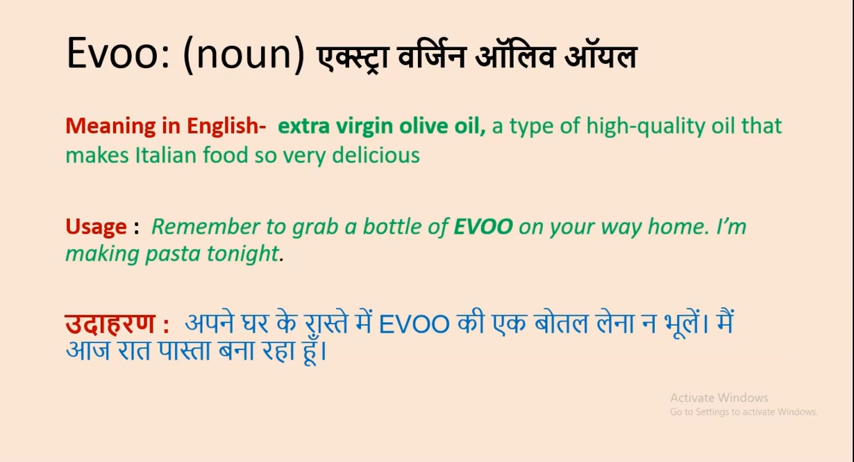 Evoo: (noun) एक्स्ट्रा वर्जिन ऑलिव ऑयल
Meaning in English- extra virgin olive oil, a type of high-quality oil that
makes Italian food so very delicious
Usage : Remember to grab a bottle of EVOO on your way home. I’m
making pasta tonight.
उदाहरण : अपने घर के रास्ते में EVOO की एक बोतल लेना न भूलें। मैं
आज रात पास्ता बना रहा हूँ।
Activate Windows
Go to Settings to activate Windows.